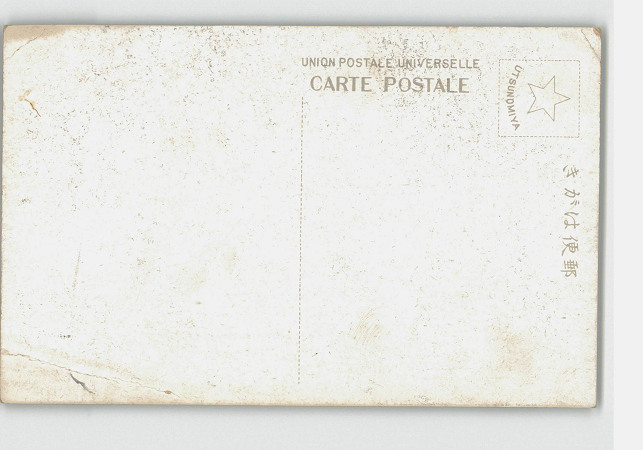 UNION POSTALE UNIVERSELLE
CARTE POSTALE
UTSUNOMIYA
きがは便郵